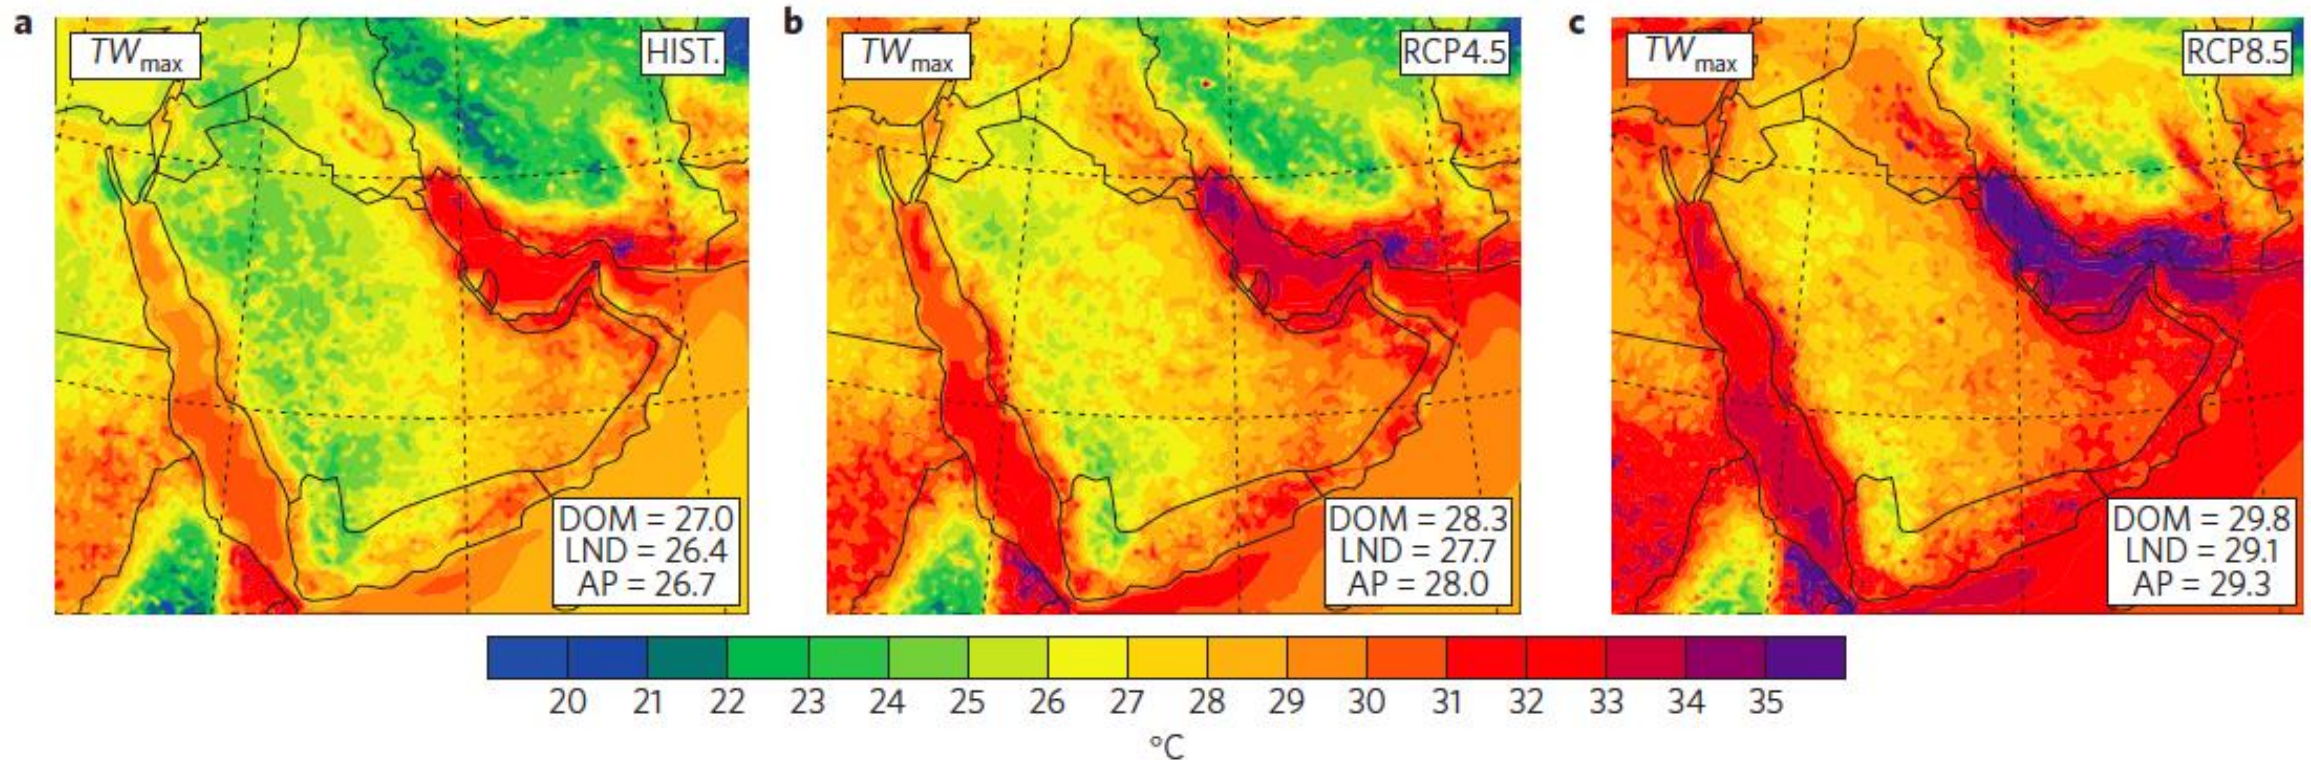 a
TWmax
HIST.
DOM = 27.0
LND = 26.4
AP = 26.7
b
TWmax
RCP4.5
DOM = 28.3
LND = 27.7
AP = 28.0
c
TWmax
RCP8.5
DOM = 29.8
LND = 29.1
AP = 29.3
20 21 22 23 24 25 26 27 28 29 30 31 32 33 34 35
°C